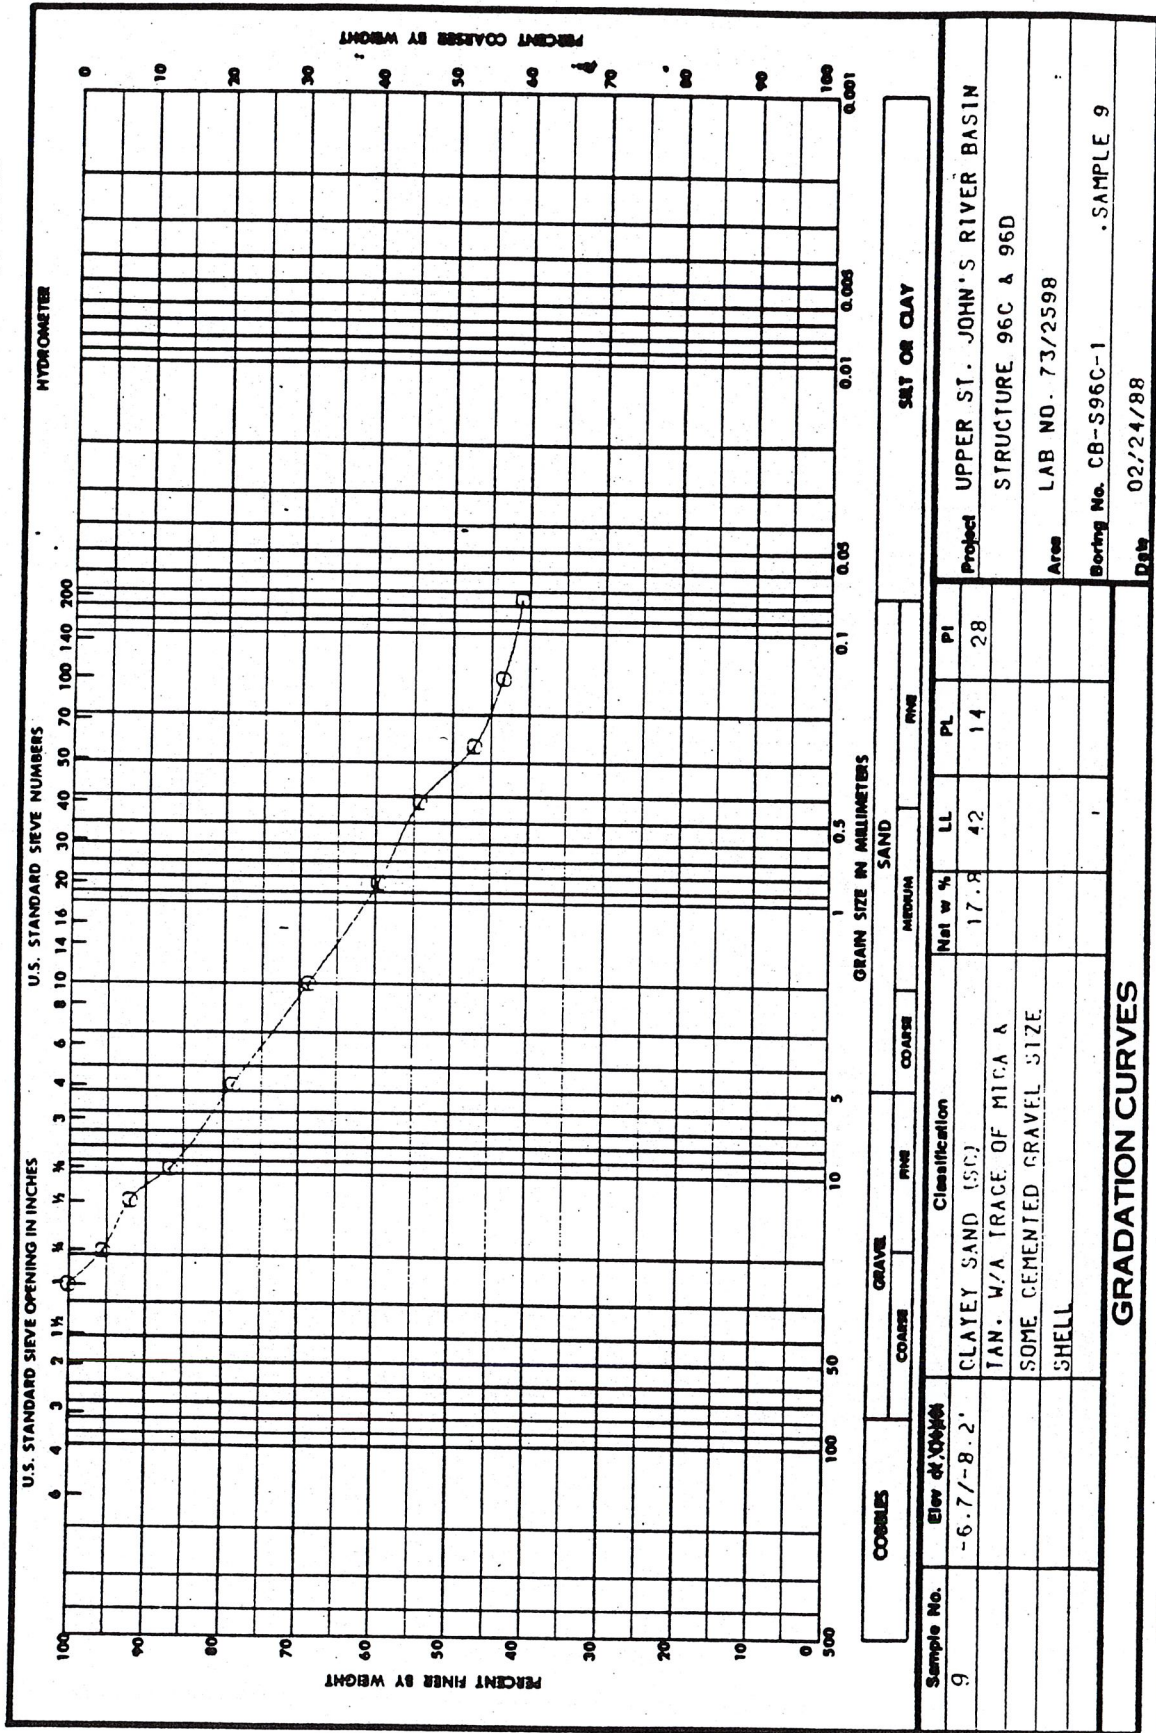 U.S. STANDARD SIEVE OPENING IN INCHES
U.S. STANDARD SIEVE NUMBERS
HYDROMETER
6 4 3 2 1½ 1 ¾ ½ ⅜ 3 4 6 8 10 14 16 20 30 40 50 70 100 140 200
PERCENT FINER BY WEIGHT
100
90
80
70
60
50
40
30
20
10
0
PERCENT COARSER BY WEIGHT
0
10
20
30
40
50
60
70
80
90
100
500 100 50 10 5 1 0.5 0.1 0.05 0.01 0.005 0.001
GRAIN SIZE IN MILLIMETERS
COBBLES GRAVEL SAND SILT OR CLAY
COARSE FINE COARSE MEDIUM FINE
Sample No. Elev Classification Nat w % LL PL PI
9 -6.7/-8.2' CLAYEY SAND (SC) 17.8 42 14 28
TAN. W/A TRACE OF MICA &
SOME CEMENTED GRAVEL SIZE
SHELL
Project UPPER ST. JOHN'S RIVER BASIN
STRUCTURE 96C & 96D
Area LAB NO. 73/2598
Boring No. CB-S96C-1 . SAMPLE 9
Date 02/24/88
GRADATION CURVES